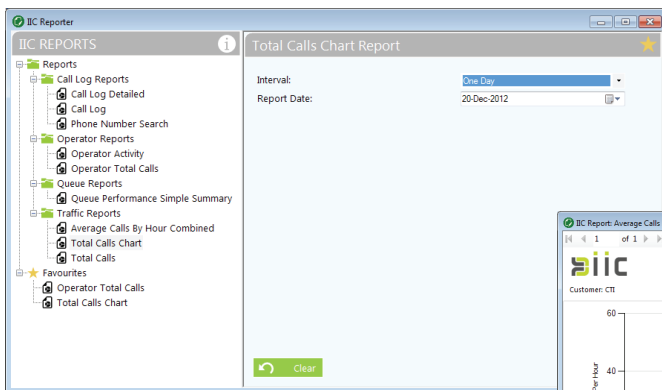 IIC Reporter
IIC REPORTS
i
Reports
Call Log Reports
Call Log Detailed
Call Log
Phone Number Search
Operator Reports
Operator Activity
Operator Total Calls
Queue Reports
Queue Performance Simple Summary
Traffic Reports
Average Calls By Hour Combined
Total Calls Chart
Total Calls
Favourites
Operator Total Calls
Total Calls Chart
Total Calls Chart Report
Interval: One Day
Report Date: 20-Dec-2012
Clear
IIC Report: Average Calls
1 of 1
iic
Customer: CTI
60
40
Per Hour